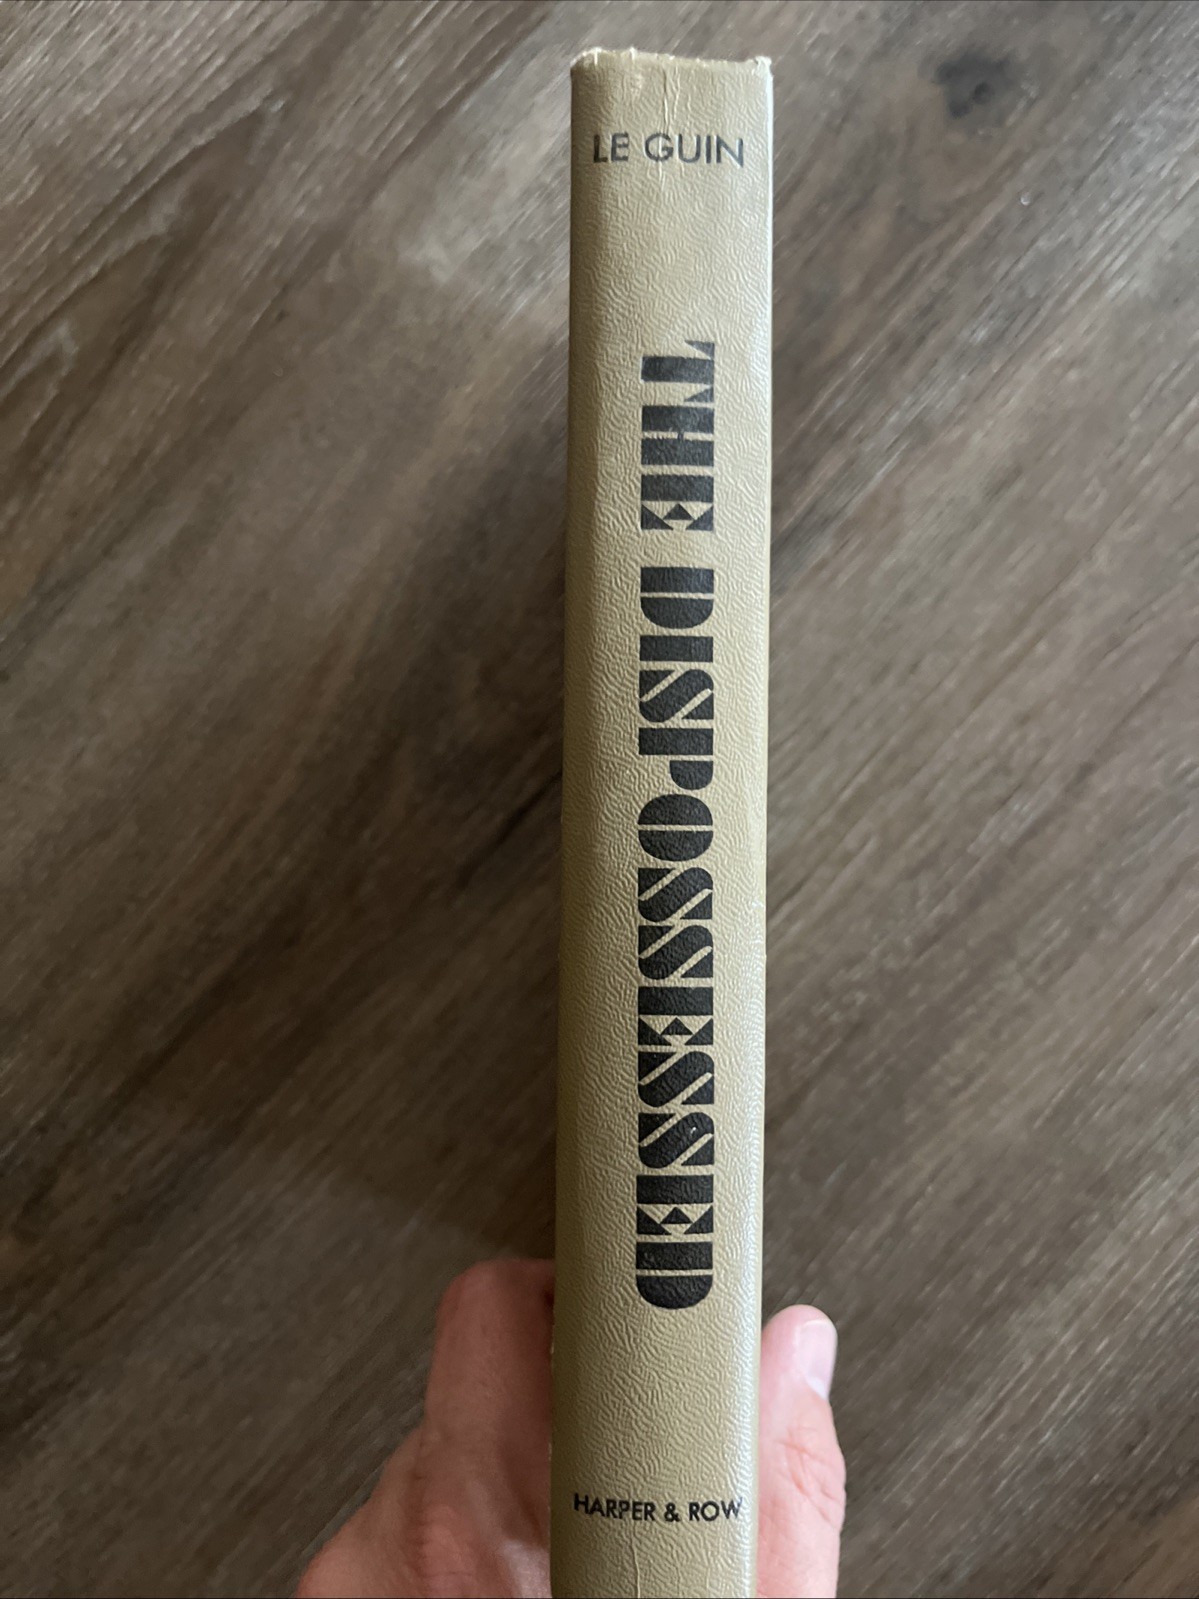 LE GUIN
THE DISPOSSESSED
HARPER & ROW